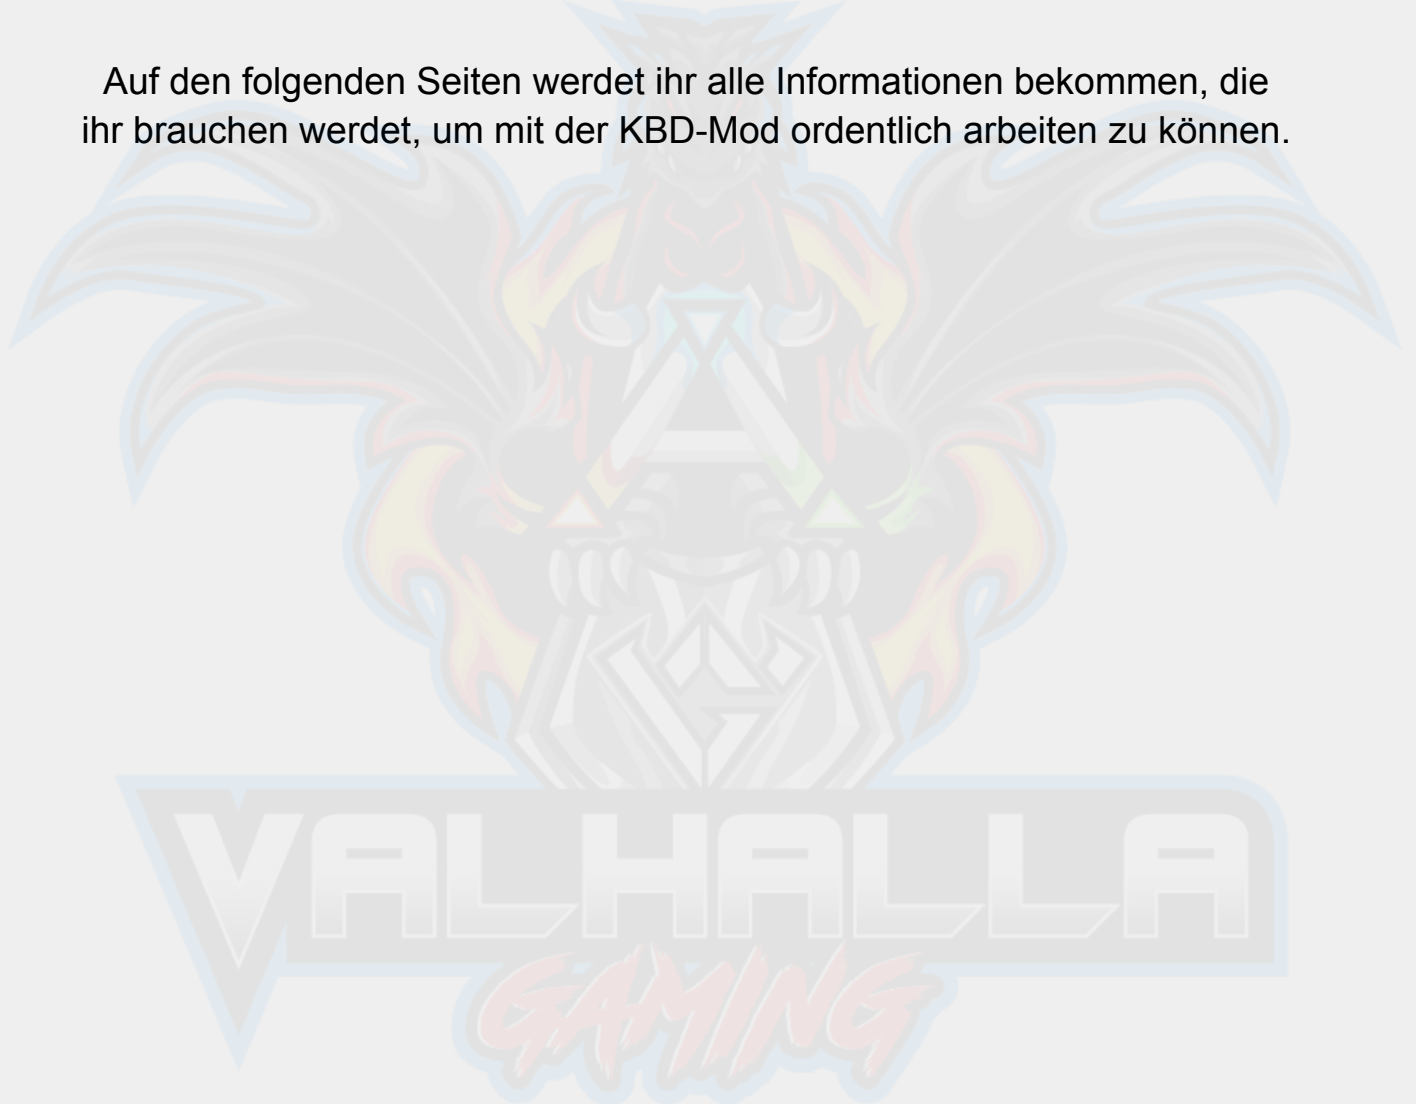 Auf den folgenden Seiten werdet ihr alle Informationen bekommen, die
ihr brauchen werdet, um mit der KBD-Mod ordentlich arbeiten zu können.
VALHALLA
GAMING